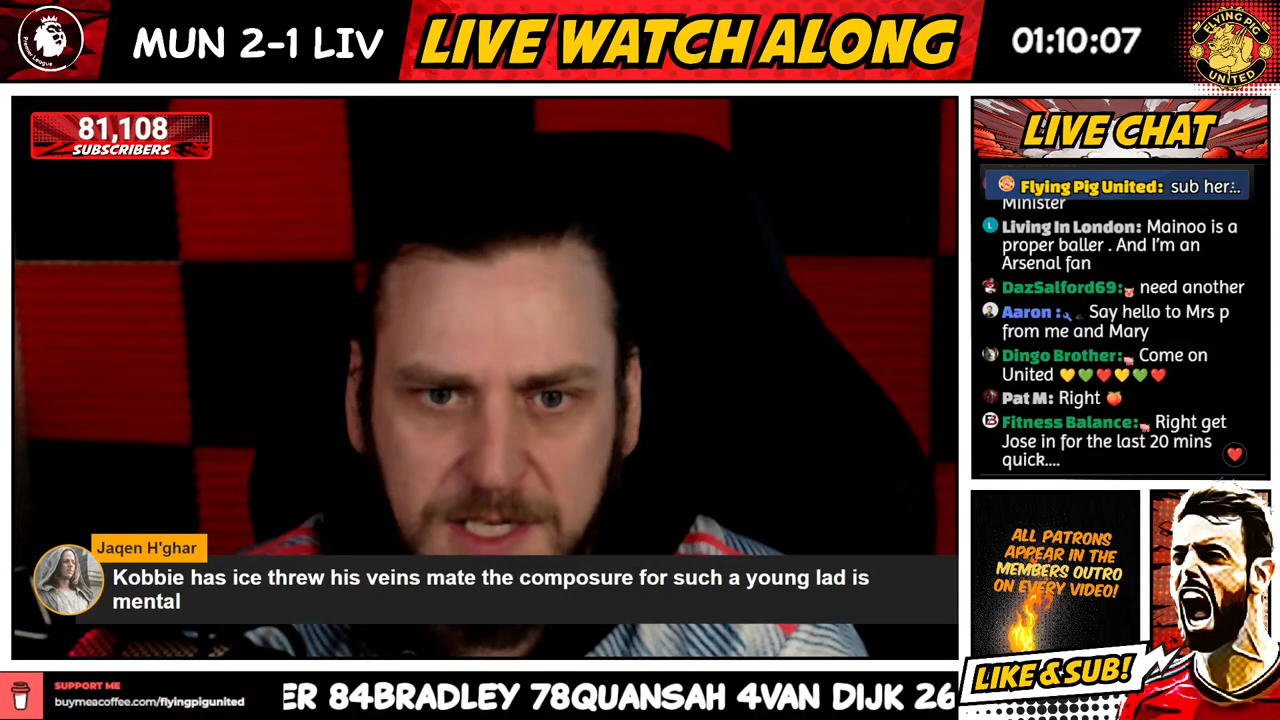 Premier League
MUN 2-1 LIV
LIVE WATCH ALONG
01:10:07
FLYING PIG
UNITED
81,108
SUBSCRIBERS
LIVE CHAT
Flying Pig United: sub her...
Minister
Living In London: Mainoo is a
proper baller . And I'm an
Arsenal fan
DazSalford69: need another
Aaron : Say hello to Mrs p
from me and Mary
Dingo Brother: Come on
United 💛💚❤️💛💚❤️
Pat M: Right 🍑
Fitness Balance: Right get
Jose in for the last 20 mins
quick....
Jaqen H'ghar
Kobbie has ice threw his veins mate the composure for such a young lad is
mental
ALL PATRONS
APPEAR IN THE
MEMBERS OUTRO
ON EVERY VIDEO!
LIKE & SUB!
SUPPORT ME
buymeacoffee.com/flyingpigunited
ER 84BRADLEY 78QUANSAH 4VAN DIJK 26